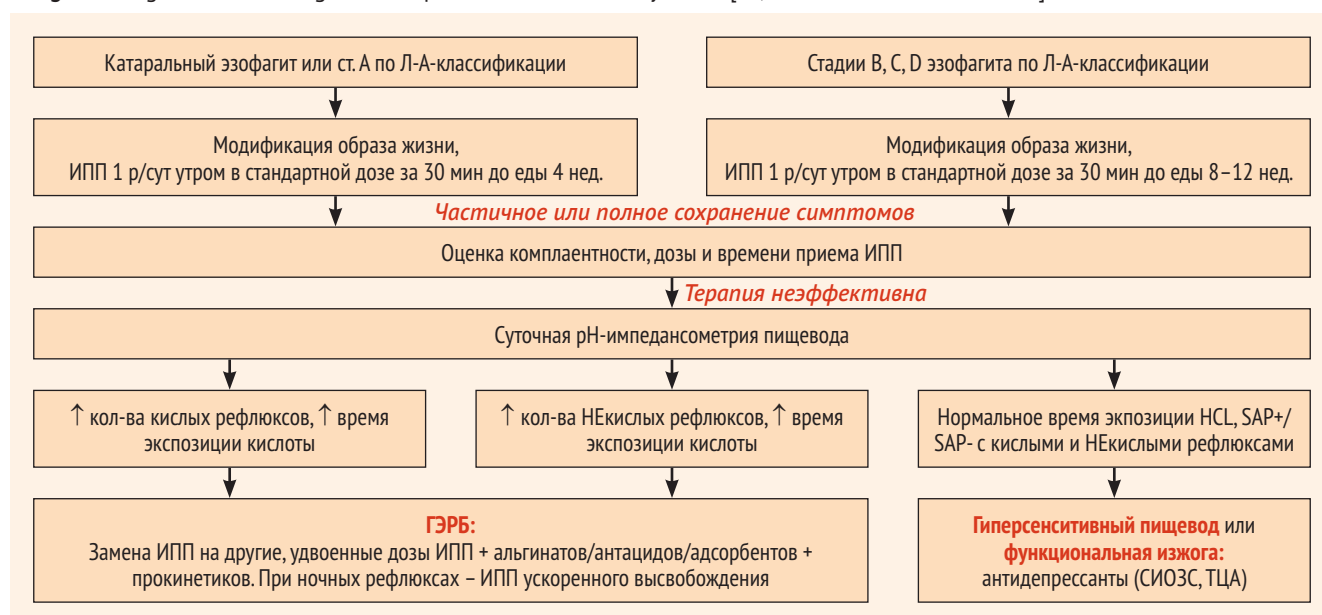 Катаральный эзофагит или ст. А по Л-А-классификации
Стадии B, C, D эзофагита по Л-А-классификации
Модификация образа жизни,
ИПП 1 р/сут утром в стандартной дозе за 30 мин до еды 4 нед.
Модификация образа жизни,
ИПП 1 р/сут утром в стандартной дозе за 30 мин до еды 8–12 нед.
Частичное или полное сохранение симптомов
Оценка комплаентности, дозы и времени приема ИПП
Терапия неэффективна
Суточная pH-импедансометрия пищевода
↑ кол-ва кислых рефлюксов, ↑ время
экспозиции кислоты
↑ кол-ва НЕкислых рефлюксов, ↑ время
экспозиции кислоты
Нормальное время экпозиции HCL, SAP+/
SAP- с кислыми и НЕкислыми рефлюксами
ГЭРБ:
Замена ИПП на другие, удвоенные дозы ИПП + альгинатов/антацидов/адсорбентов +
прокинетиков. При ночных рефлюксах – ИПП ускоренного высвобождения
Гиперсенситивный пищевод или
функциональная изжога:
антидепрессанты (СИОЗС, ТЦА)